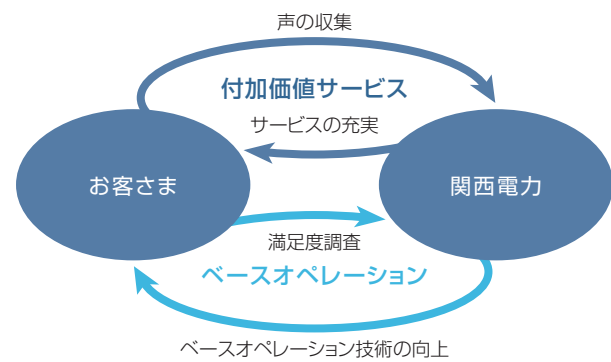 声の収集
付加価値サービス
サービスの充実
お客さま
関西電力
満足度調査
ベースオペレーション
ベースオペレーション技術の向上